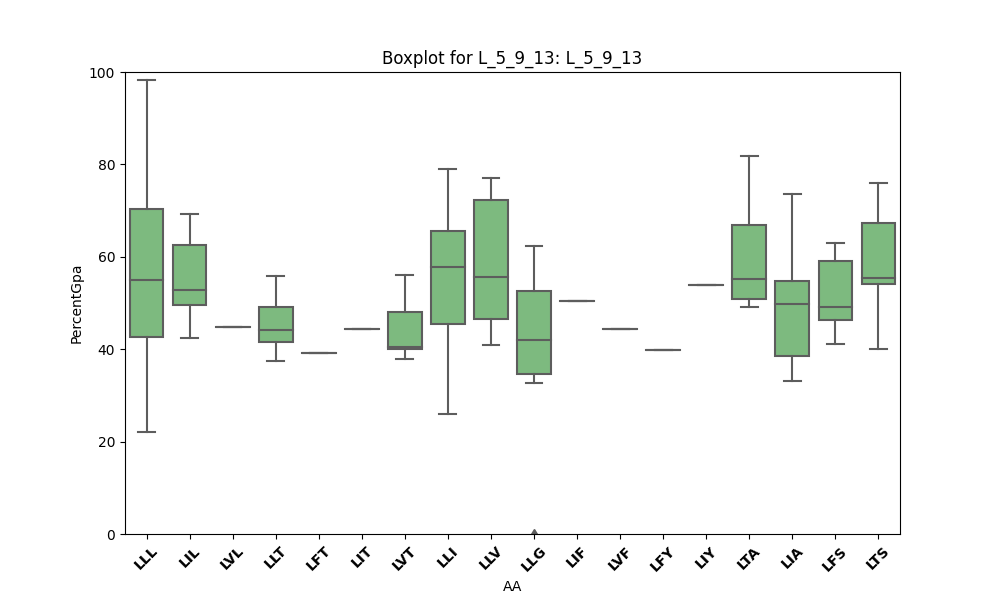 Boxplot for L_5_9_13: L_5_9_13
PercentGpa
100
80
60
40
20
0
LLL LIL LVL LLT LFT LIT LVT LLI LLV LLG LIF LVF LFY LIY LTA LIA LFS LTS
AA